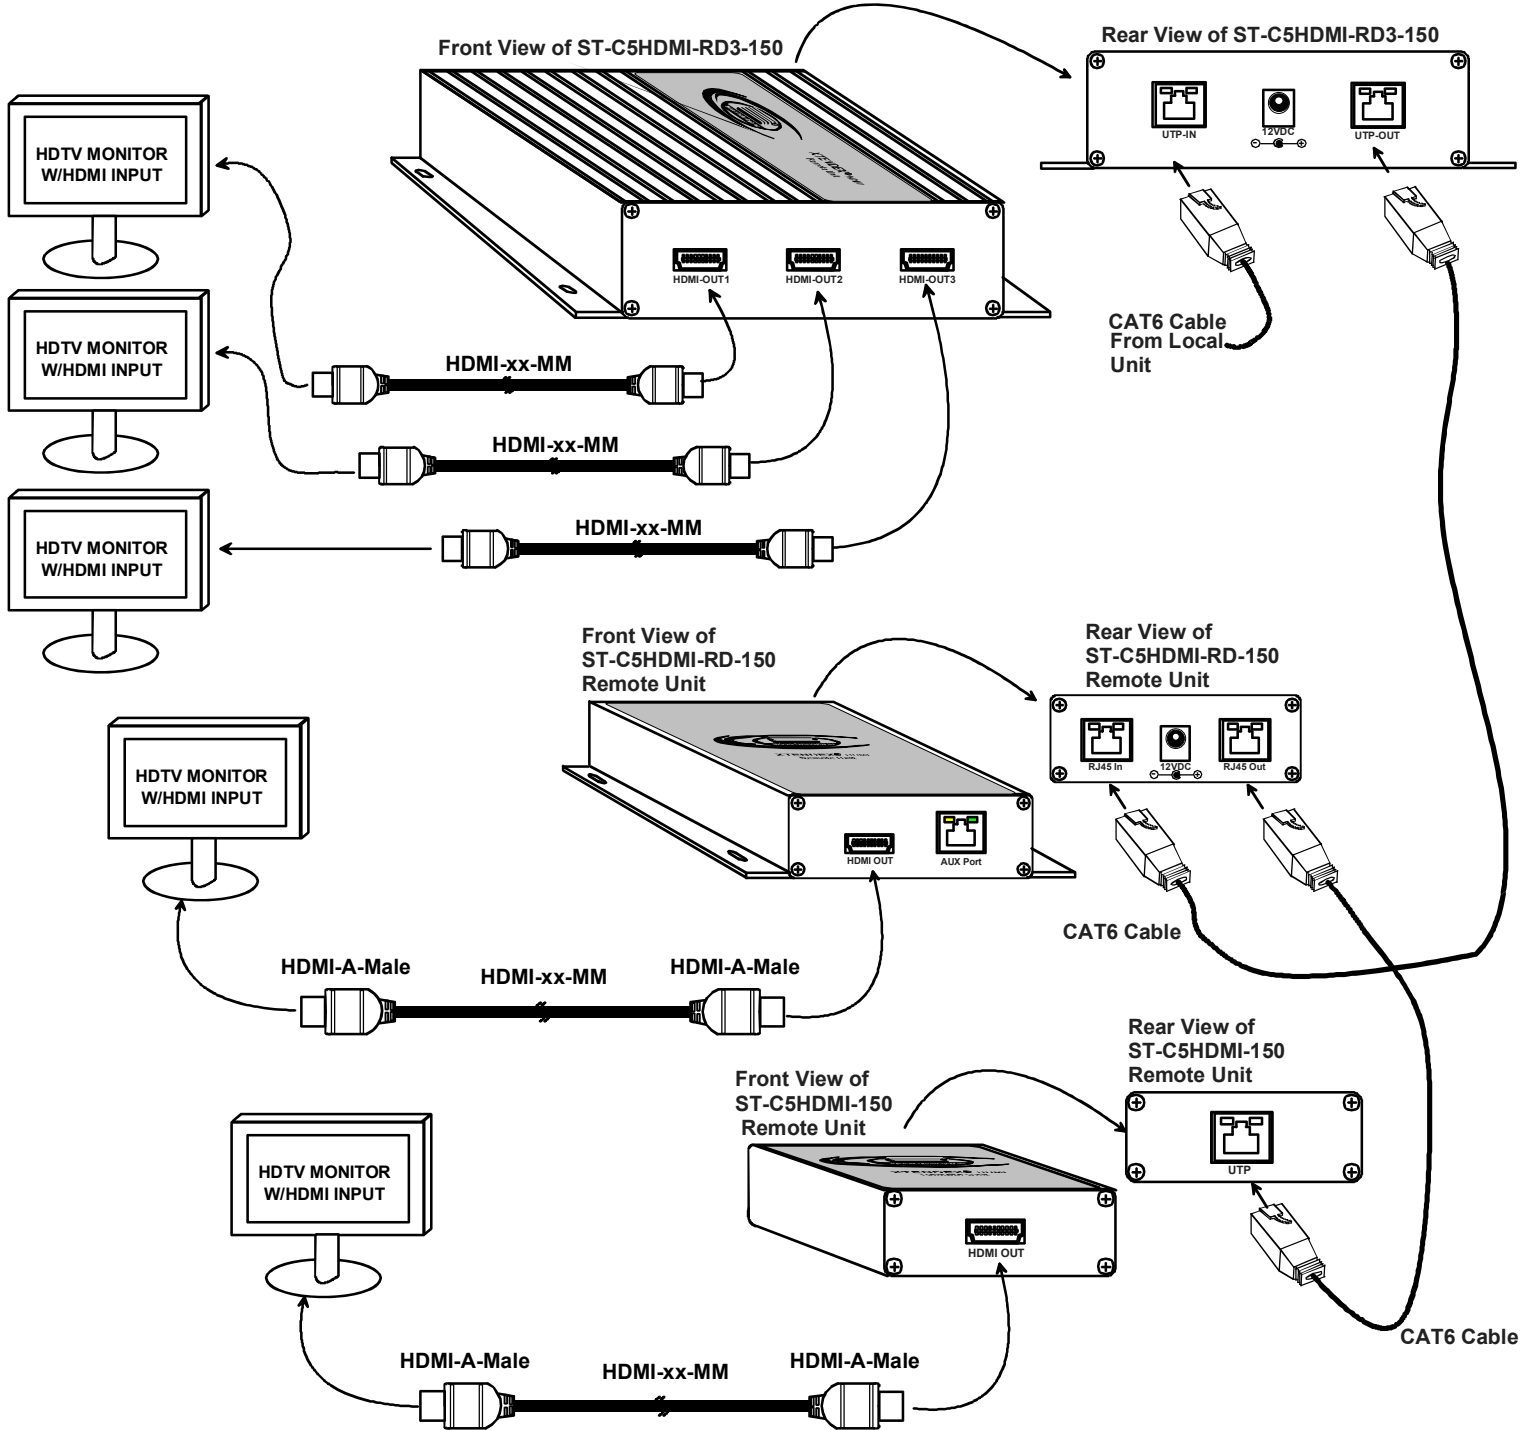 Front View of ST-C5HDMI-RD3-150
Rear View of ST-C5HDMI-RD3-150
UTP-IN
12VDC
UTP-OUT
HDTV MONITOR
W/HDMI INPUT
HDMI-OUT1
HDMI-OUT2
HDMI-OUT3
CAT6 Cable
From Local
Unit
HDTV MONITOR
W/HDMI INPUT
HDMI-xx-MM
HDMI-xx-MM
HDTV MONITOR
W/HDMI INPUT
HDMI-xx-MM
Front View of
ST-C5HDMI-RD-150
Remote Unit
Rear View of
ST-C5HDMI-RD-150
Remote Unit
RJ45 In
12VDC
RJ45 Out
HDTV MONITOR
W/HDMI INPUT
HDMI OUT
AUX Port
CAT6 Cable
HDMI-A-Male
HDMI-xx-MM
HDMI-A-Male
Rear View of
ST-C5HDMI-150
Remote Unit
Front View of
ST-C5HDMI-150
Remote Unit
UTP
HDTV MONITOR
W/HDMI INPUT
HDMI OUT
CAT6 Cable
HDMI-A-Male
HDMI-xx-MM
HDMI-A-Male